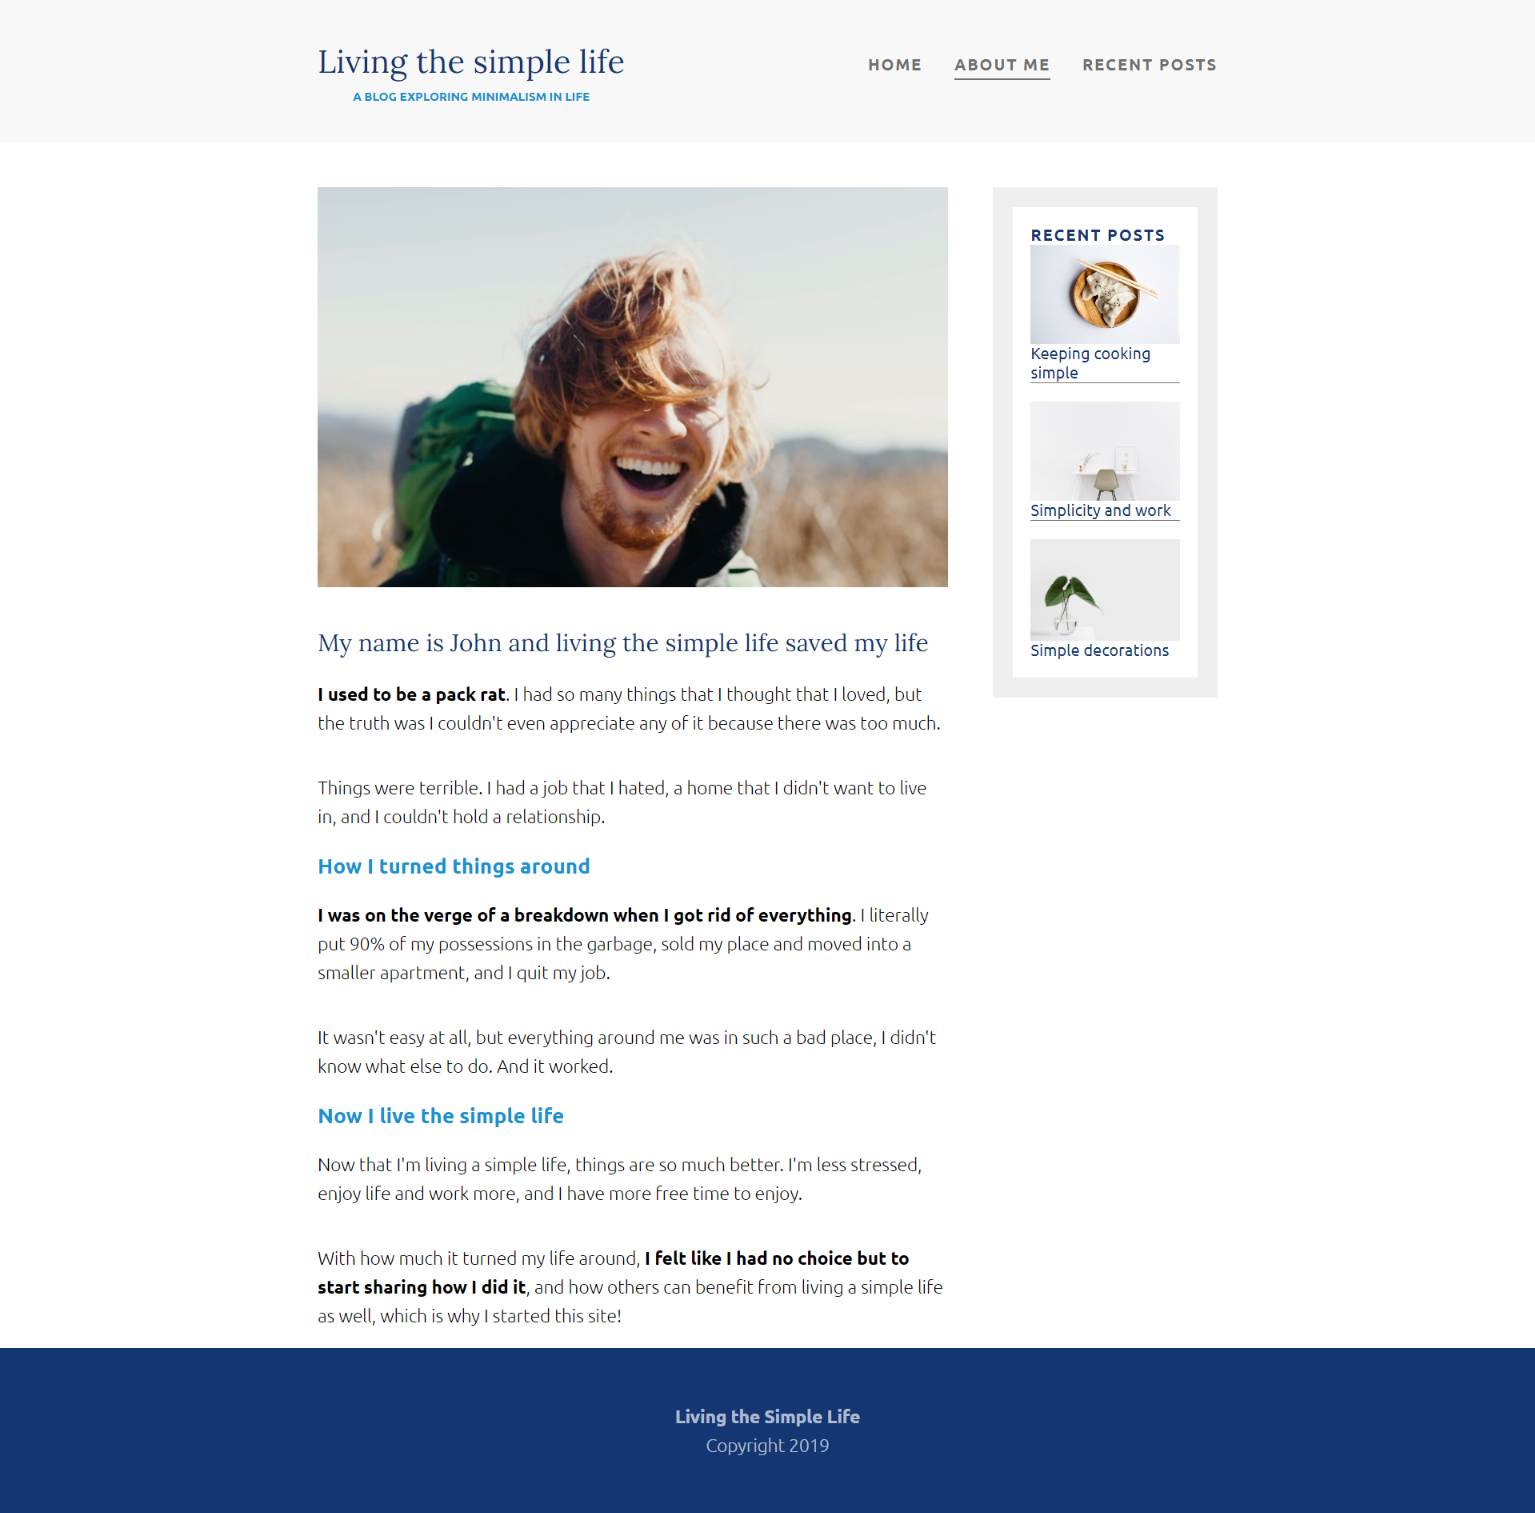 Living the simple life
A BLOG EXPLORING MINIMALISM IN LIFE
HOME ABOUT ME RECENT POSTS
My name is John and living the simple life saved my life
I used to be a pack rat. I had so many things that I thought that I loved, but
the truth was I couldn't even appreciate any of it because there was too much.
Things were terrible. I had a job that I hated, a home that I didn't want to live
in, and I couldn't hold a relationship.
How I turned things around
I was on the verge of a breakdown when I got rid of everything. I literally
put 90% of my possessions in the garbage, sold my place and moved into a
smaller apartment, and I quit my job.
It wasn't easy at all, but everything around me was in such a bad place, I didn't
know what else to do. And it worked.
Now I live the simple life
Now that I'm living a simple life, things are so much better. I'm less stressed,
enjoy life and work more, and I have more free time to enjoy.
With how much it turned my life around, I felt like I had no choice but to
start sharing how I did it, and how others can benefit from living a simple life
as well, which is why I started this site!
RECENT POSTS
Keeping cooking
simple
Simplicity and work
Simple decorations
Living the Simple Life
Copyright 2019